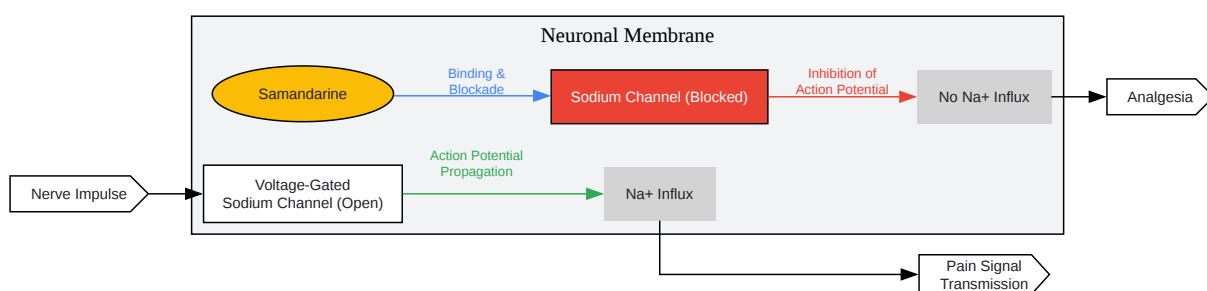 Neuronal Membrane
Samandarine
Binding &
Blockade
Sodium Channel (Blocked)
Inhibition of
Action Potential
No Na+ Influx
Analgesia
Nerve Impulse
Voltage-Gated
Sodium Channel (Open)
Action Potential
Propagation
Na+ Influx
Pain Signal
Transmission